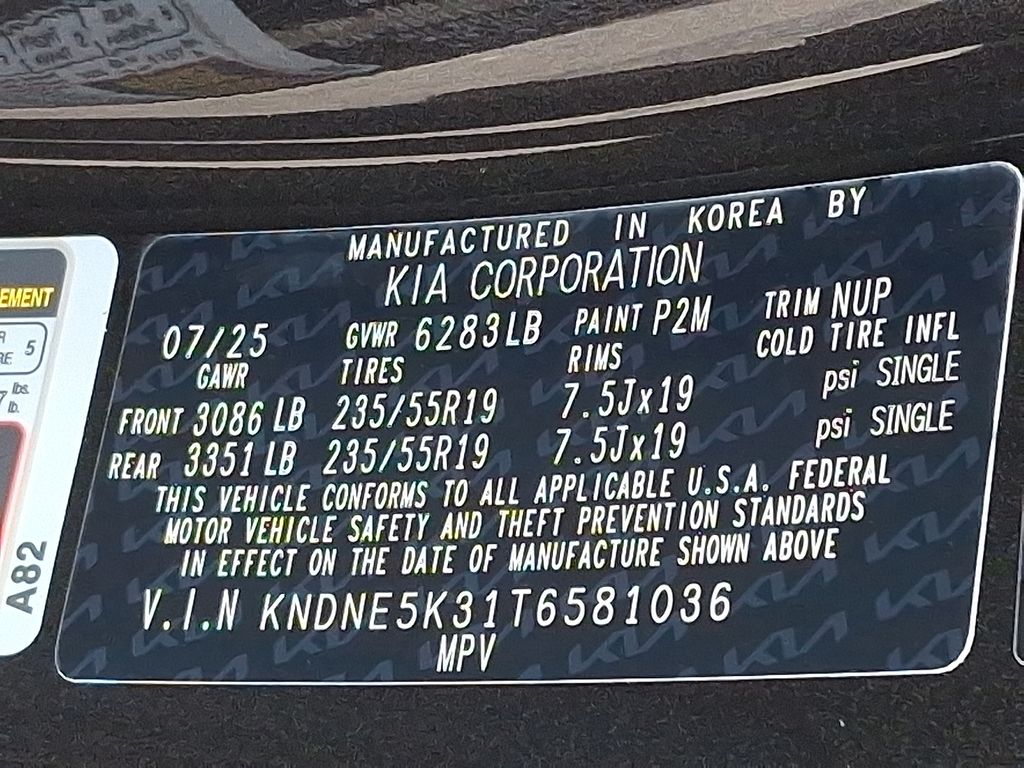 MANUFACTURED IN KOREA BY
KIA CORPORATION
07/25 GVWR 6283LB PAINT P2M TRIM NUP
GAWR TIRES RIMS COLD TIRE INFL
FRONT 3086 LB 235/55R19 7.5Jx19 psi SINGLE
REAR 3351 LB 235/55R19 7.5Jx19 psi SINGLE
THIS VEHICLE CONFORMS TO ALL APPLICABLE U.S.A. FEDERAL
MOTOR VEHICLE SAFETY AND THEFT PREVENTION STANDARDS
IN EFFECT ON THE DATE OF MANUFACTURE SHOWN ABOVE
V.I.N KNDNE5K31T6581036
MPV
EMENT
5
lbs.
lb.
A82